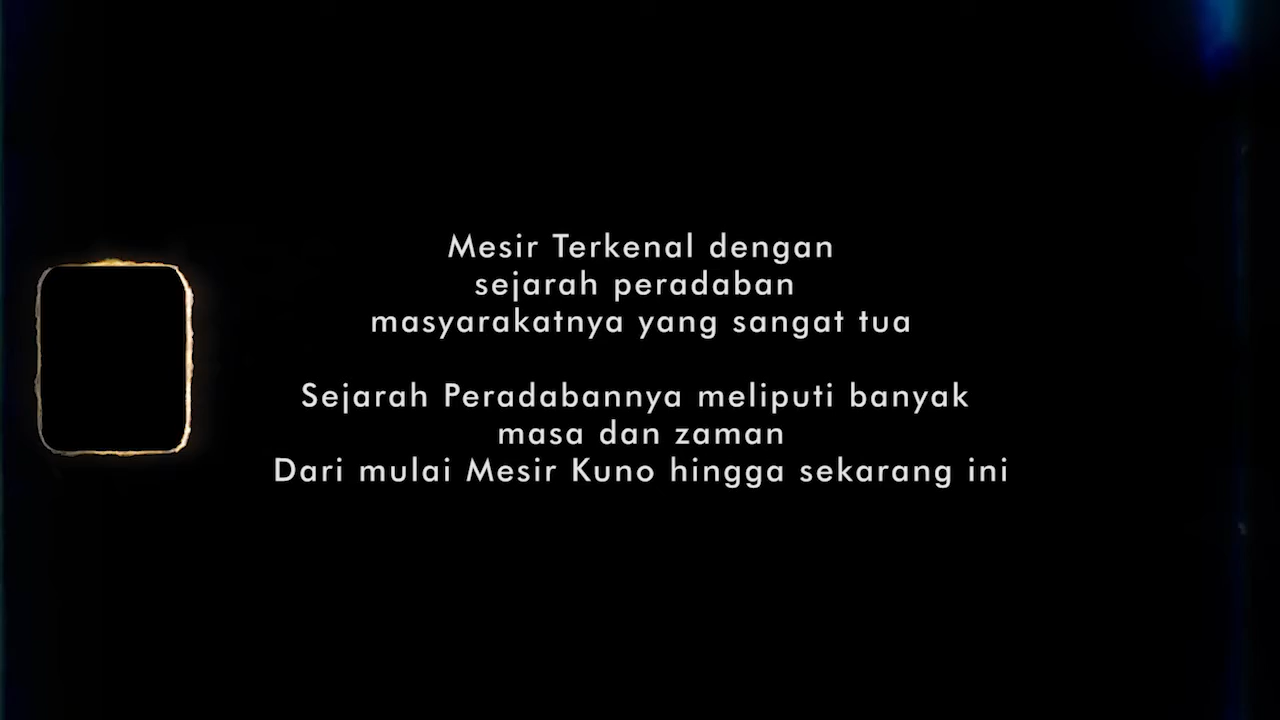 Mesir Terkenal dengan
sejarah peradaban
masyarakatnya yang sangat tua
Sejarah Peradabannya meliputi banyak
masa dan zaman
Dari mulai Mesir Kuno hingga sekarang ini